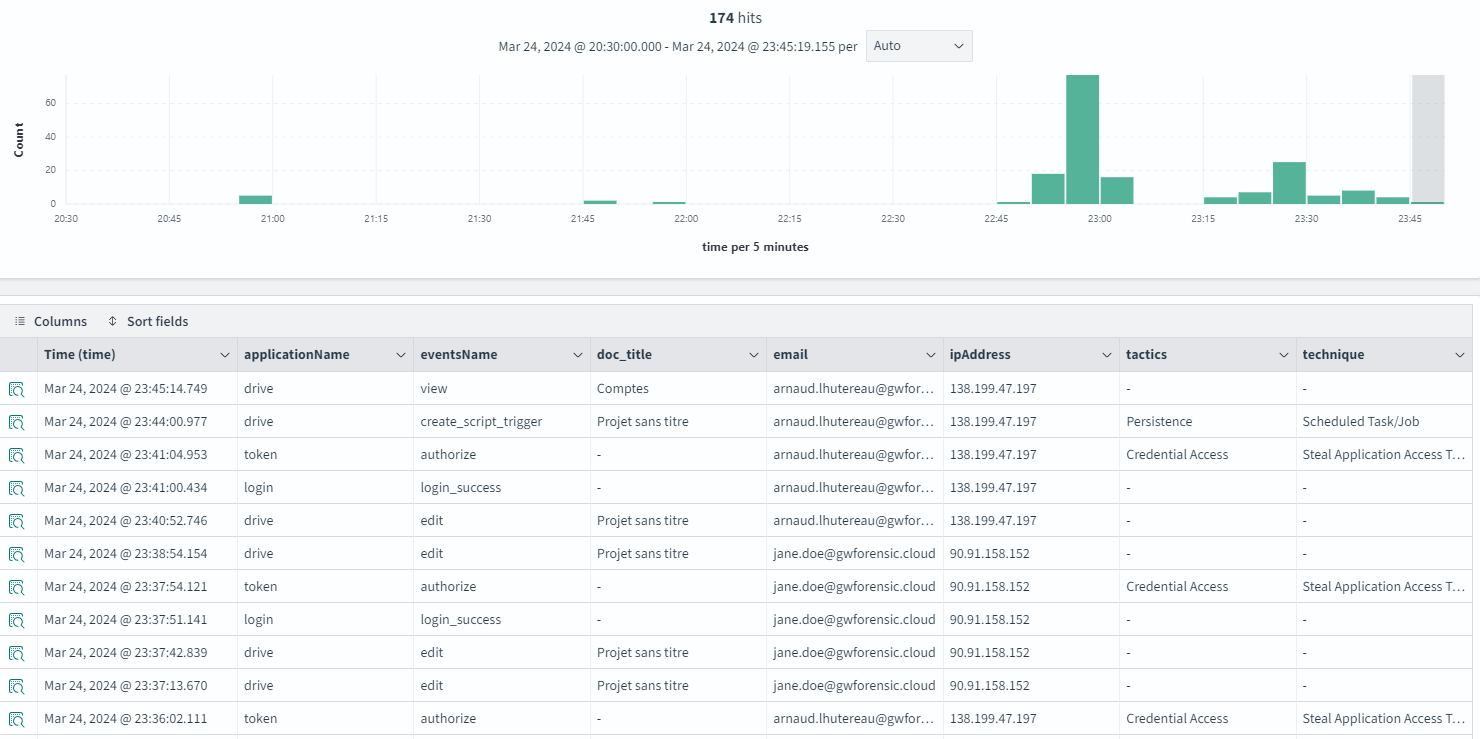 174 hits
Mar 24, 2024 @ 20:30:00.000 - Mar 24, 2024 @ 23:45:19.155 per Auto
60
40
20
0
Count
20:30 20:45 21:00 21:15 21:30 21:45 22:00 22:15 22:30 22:45 23:00 23:15 23:30 23:45
time per 5 minutes
Columns Sort fields
Time (time) applicationName eventsName doc_title email ipAddress tactics technique
Mar 24, 2024 @ 23:45:14.749 drive view Comptes arnaud.lhutereau@gwfor… 138.199.47.197 - -
Mar 24, 2024 @ 23:44:00.977 drive create_script_trigger Projet sans titre arnaud.lhutereau@gwfor… 138.199.47.197 Persistence Scheduled Task/Job
Mar 24, 2024 @ 23:41:04.953 token authorize - arnaud.lhutereau@gwfor… 138.199.47.197 Credential Access Steal Application Access T…
Mar 24, 2024 @ 23:41:00.434 login login_success - arnaud.lhutereau@gwfor… 138.199.47.197 - -
Mar 24, 2024 @ 23:40:52.746 drive edit Projet sans titre arnaud.lhutereau@gwfor… 138.199.47.197 - -
Mar 24, 2024 @ 23:38:54.154 drive edit Projet sans titre jane.doe@gwforensic.cloud 90.91.158.152 - -
Mar 24, 2024 @ 23:37:54.121 token authorize - jane.doe@gwforensic.cloud 90.91.158.152 Credential Access Steal Application Access T…
Mar 24, 2024 @ 23:37:51.141 login login_success - jane.doe@gwforensic.cloud 90.91.158.152 - -
Mar 24, 2024 @ 23:37:42.839 drive edit Projet sans titre jane.doe@gwforensic.cloud 90.91.158.152 - -
Mar 24, 2024 @ 23:37:13.670 drive edit Projet sans titre jane.doe@gwforensic.cloud 90.91.158.152 - -
Mar 24, 2024 @ 23:36:02.111 token authorize - arnaud.lhutereau@gwfor… 138.199.47.197 Credential Access Steal Application Access T…